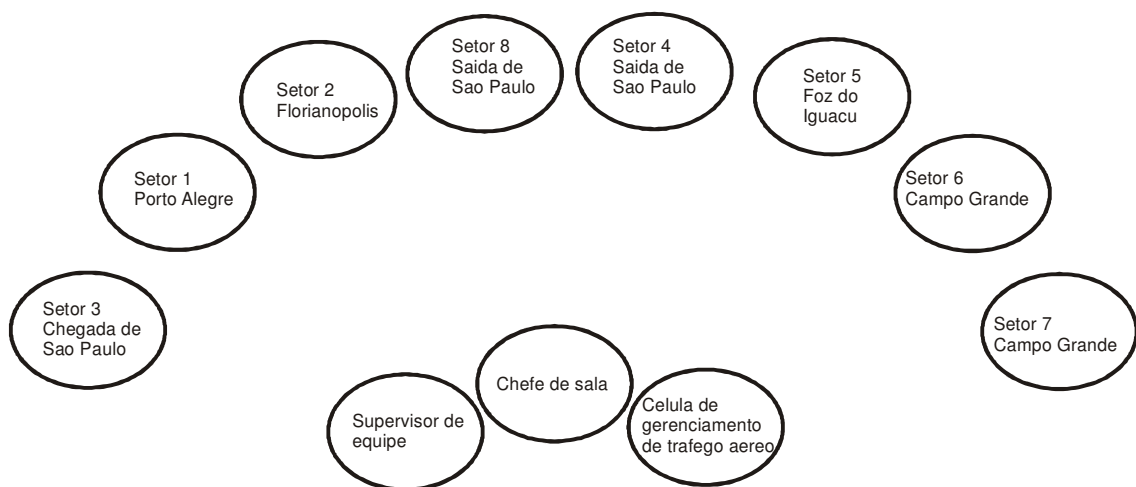 Setor 8
Saida de
Sao Paulo
Setor 4
Saida de
Sao Paulo
Setor 2
Florianopolis
Setor 5
Foz do
Iguacu
Setor 1
Porto Alegre
Setor 6
Campo Grande
Setor 3
Chegada de
Sao Paulo
Setor 7
Campo Grande
Chefe de sala
Supervisor de
equipe
Celula de
gerenciamento
de trafego aereo